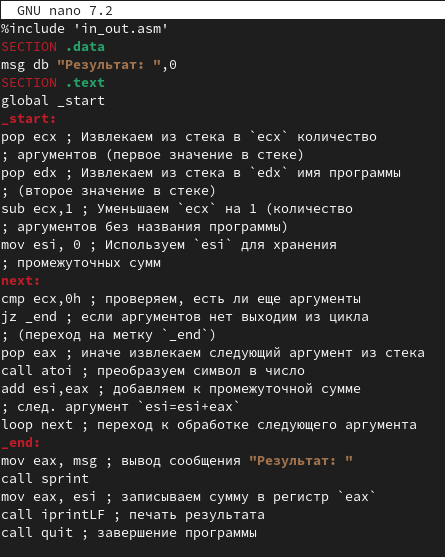 GNU nano 7.2
%include 'in_out.asm'
SECTION .data
msg db "Результат: ",0
SECTION .text
global _start
_start:
pop ecx ; Извлекаем из стека в `ecx` количество
; аргументов (первое значение в стеке)
pop edx ; Извлекаем из стека в `edx` имя программы
; (второе значение в стеке)
sub ecx,1 ; Уменьшаем `ecx` на 1 (количество
; аргументов без названия программы)
mov esi, 0 ; Используем `esi` для хранения
; промежуточных сумм
next:
cmp ecx,0h ; проверяем, есть ли еще аргументы
jz _end ; если аргументов нет выходим из цикла
; (переход на метку `_end`)
pop eax ; иначе извлекаем следующий аргумент из стека
call atoi ; преобразуем символ в число
add esi,eax ; добавляем к промежуточной сумме
; след. аргумент `esi=esi+eax`
loop next ; переход к обработке следующего аргумента
_end:
mov eax, msg ; вывод сообщения "Результат: "
call sprint
mov eax, esi ; записываем сумму в регистр `eax`
call iprintLF ; печать результата
call quit ; завершение программы